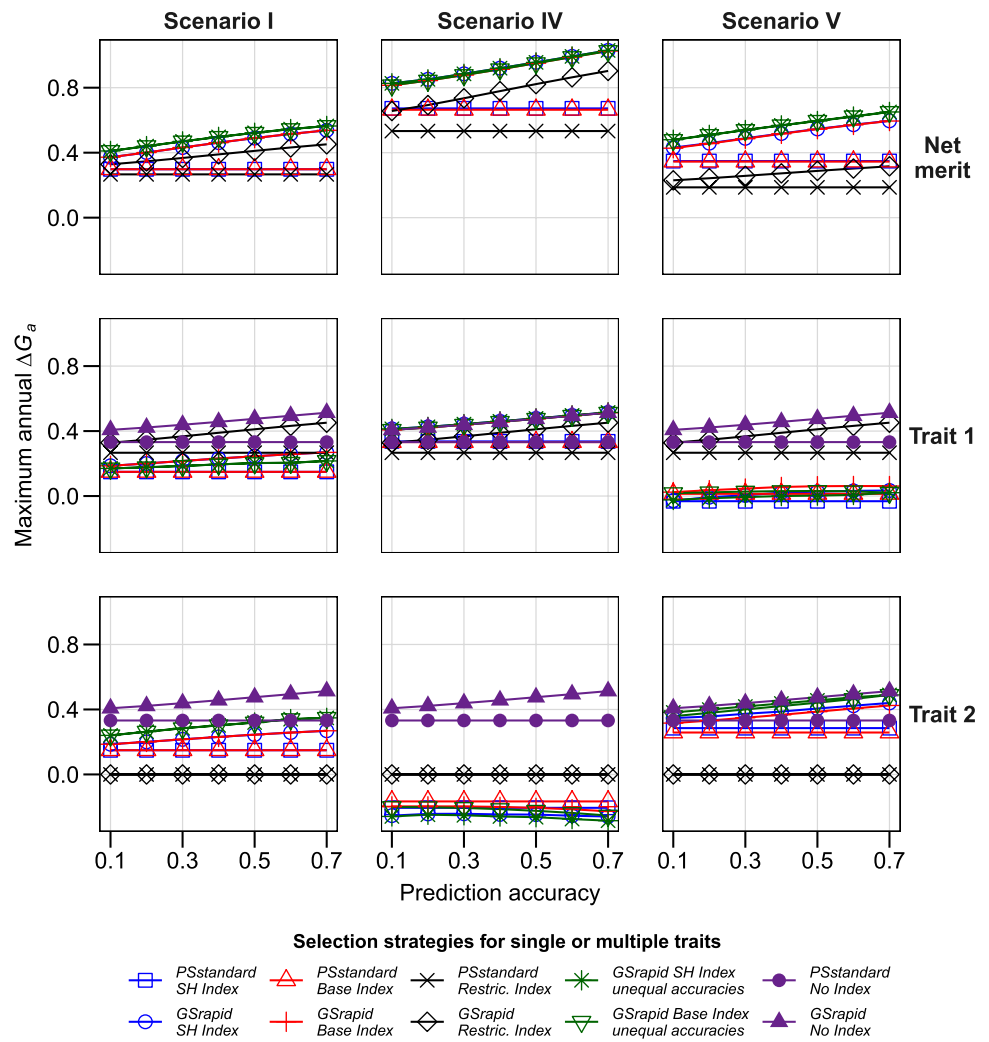 Scenario I
Scenario IV
Scenario V
0.8
0.4
0.0
Net
merit
Maximum annual ΔGa
0.8
0.4
0.0
Trait 1
0.8
0.4
0.0
Trait 2
0.1 0.3 0.5 0.7
0.1 0.3 0.5 0.7
0.1 0.3 0.5 0.7
Prediction accuracy
Selection strategies for single or multiple traits
PSstandard
SH Index
PSstandard
Base Index
PSstandard
Restric. Index
GSrapid SH Index
unequal accuracies
PSstandard
No Index
GSrapid
SH Index
GSrapid
Base Index
GSrapid
Restric. Index
GSrapid Base Index
unequal accuracies
GSrapid
No Index